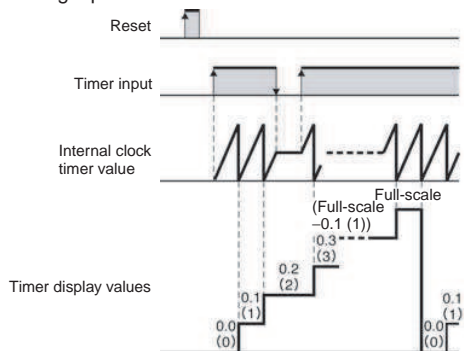 Reset
Timer input
Internal clock
timer value
Full-scale
(Full-scale
–0.1 (1))
0.3
(3)
0.2
(2)
Timer display values
0.1
(1)
0.1
(1)
0.0
(0)
0.0
(0)